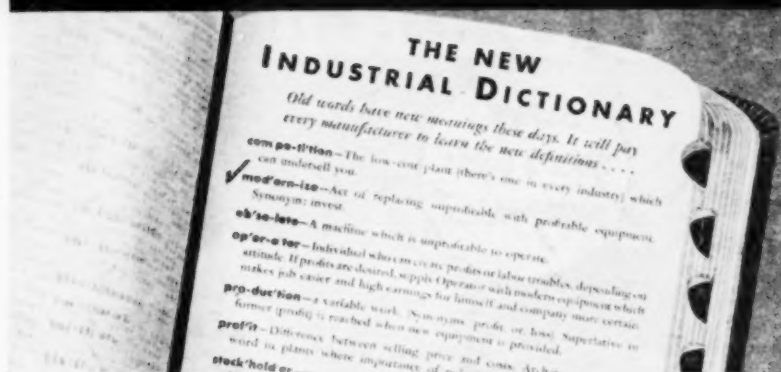 THE NEW
INDUSTRIAL DICTIONARY
Old words have new meanings these days. It will pay
every manufacturer to learn the new definitions....
com pe-ti'tion—The low-cost plant (there's one in every industry) which
can undersell you.
mod'ern-ize—Act of replacing unprofitable with profitable equipment.
Synonym: invest.
ob'so-lete—A machine which is unprofitable to operate.
op'er-a tor—Individual who can create profits or labor troubles, depending on
attitude. If profits are desired, supply Operator with modern equipment which
makes job easier and high earnings for himself and company more certain.
pro-duc'tion—a variable work. (Synonyms: profit, or, loss) Superlative in
former (profit) is reached when new equipment is provided.
prof'it—Difference between selling price and costs.
word in plants where importance of
stock'hold er